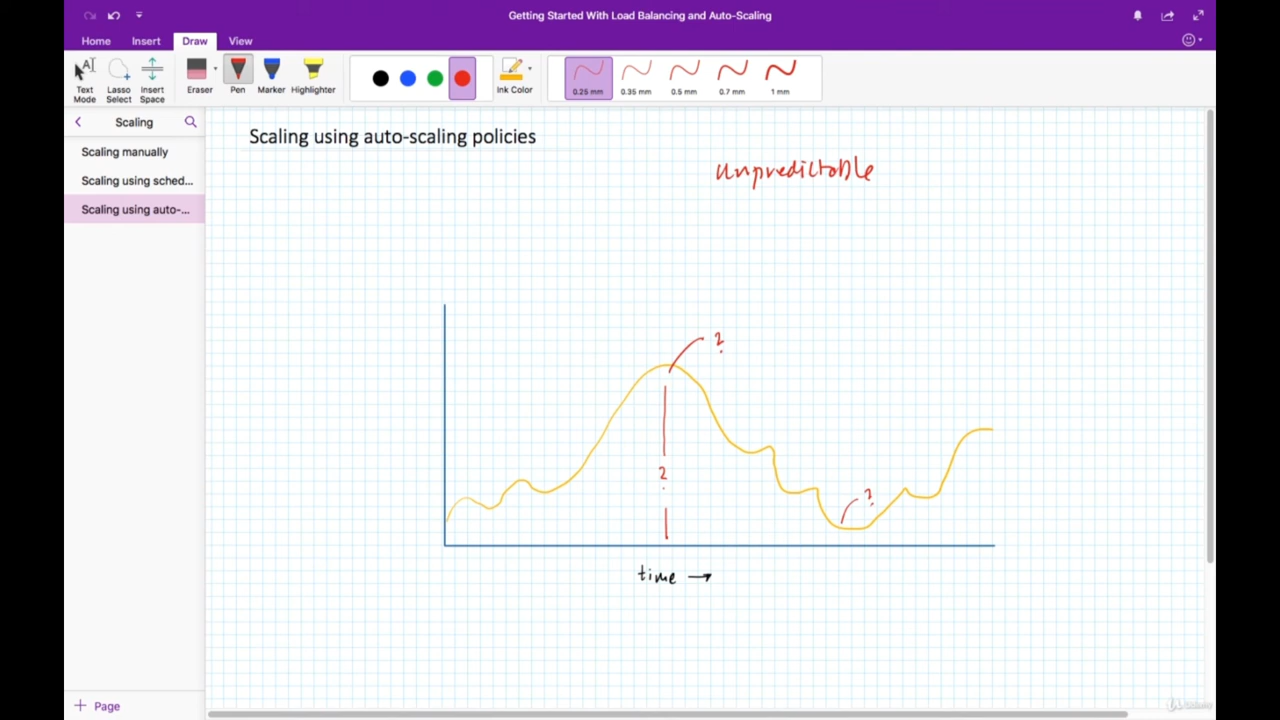 Getting Started With Load Balancing and Auto-Scaling
Home Insert Draw View
Text Mode
Lasso Select
Insert Space
Eraser
Pen
Marker
Highlighter
Ink Color
0.25 mm
0.35 mm
0.5 mm
0.7 mm
1 mm
Scaling
Scaling manually
Scaling using sched...
Scaling using auto-...
Page
Scaling using auto-scaling policies
Unpredictable
?
?
?
time →
Udemy